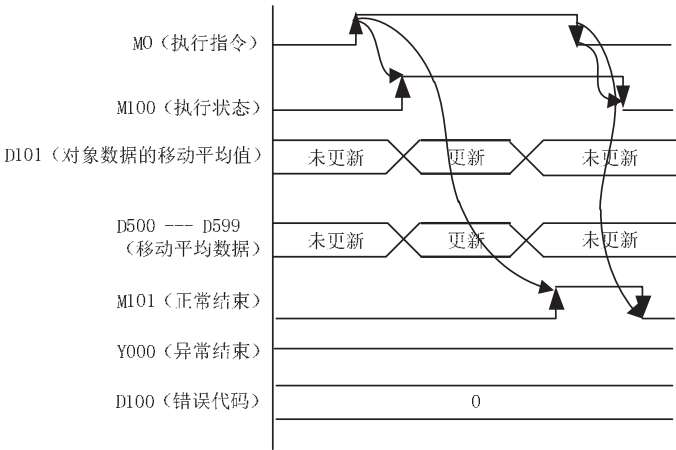 M0（执行指令）
M100（执行状态）
D101（对象数据的移动平均值） 未更新 更新 未更新
D500 --- D599
（移动平均数据） 未更新 更新 未更新
M101（正常结束）
Y000（异常结束）
D100（错误代码） 0